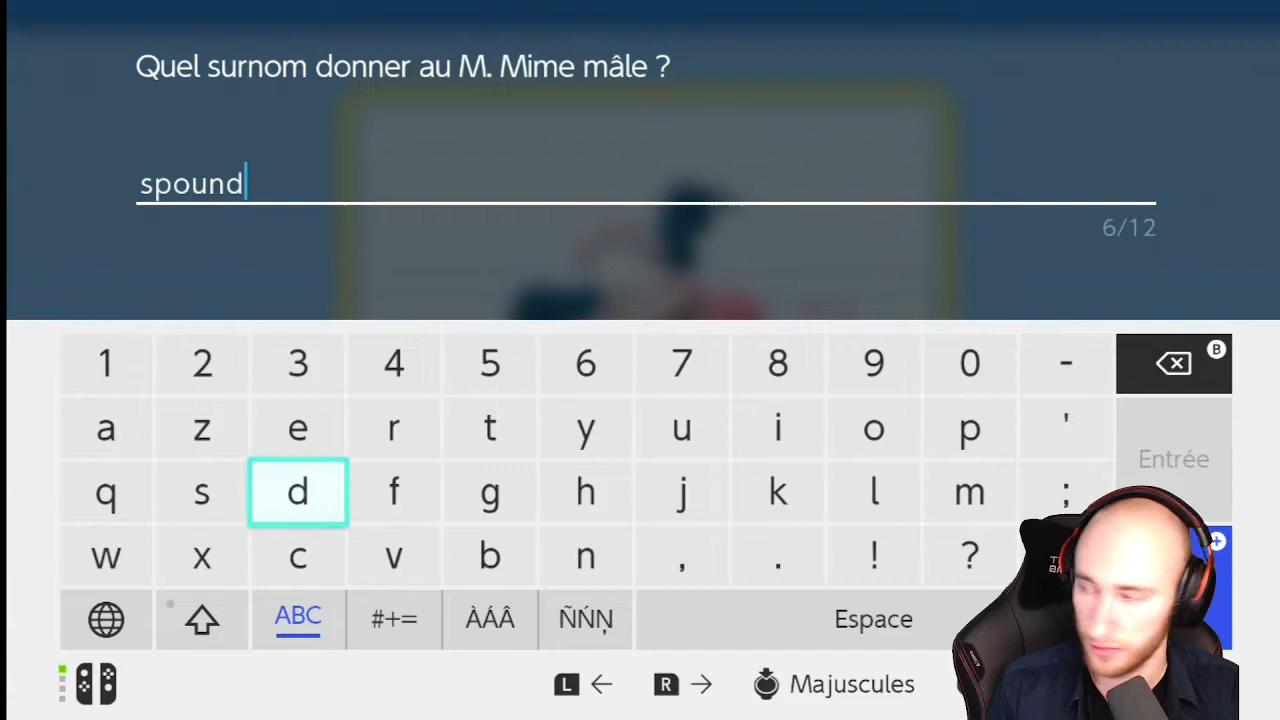 Quel surnom donner au M. Mime mâle ?
spound
6/12
1 2 3 4 5 6 7 8 9 0 - B
a z e r t y u i o p '
Entrée
q s d f g h j k l m ;
w x c v b n , . ! ? +
ABC #+= ÀÁÂ ÑŃŅ Espace
L ← R → Majuscules